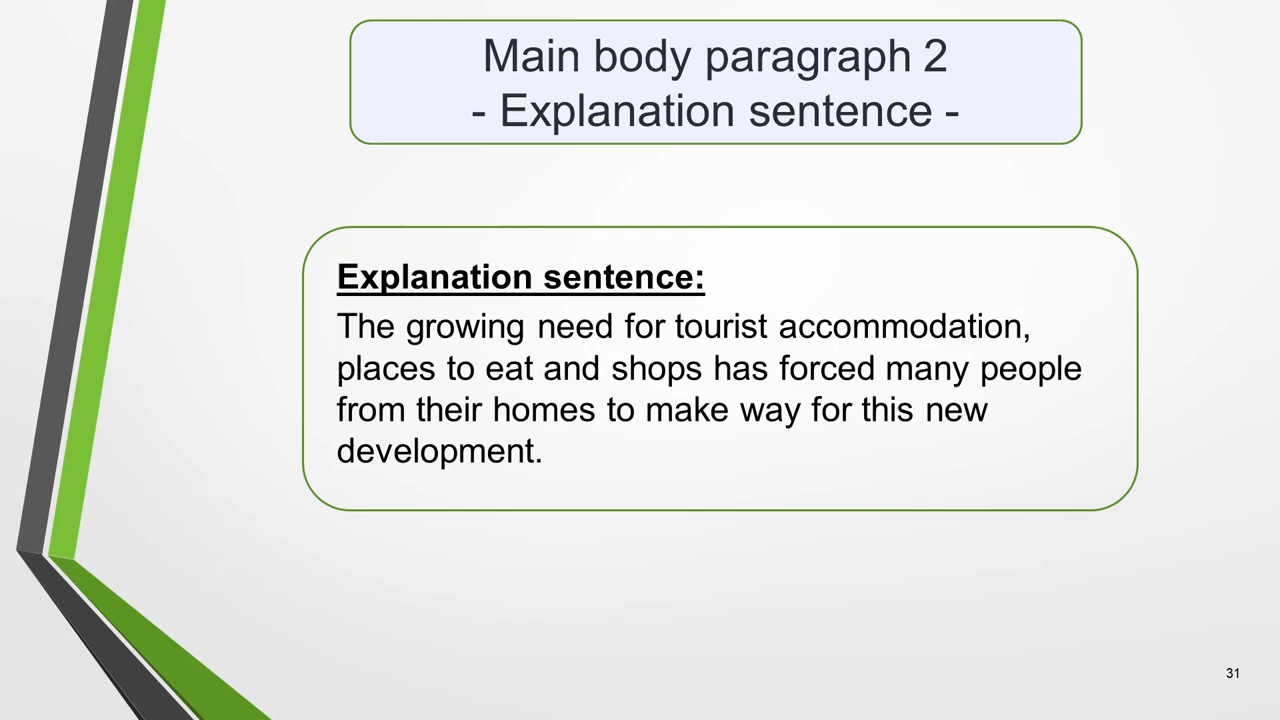 Main body paragraph 2
- Explanation sentence -
Explanation sentence:
The growing need for tourist accommodation,
places to eat and shops has forced many people
from their homes to make way for this new
development.
31